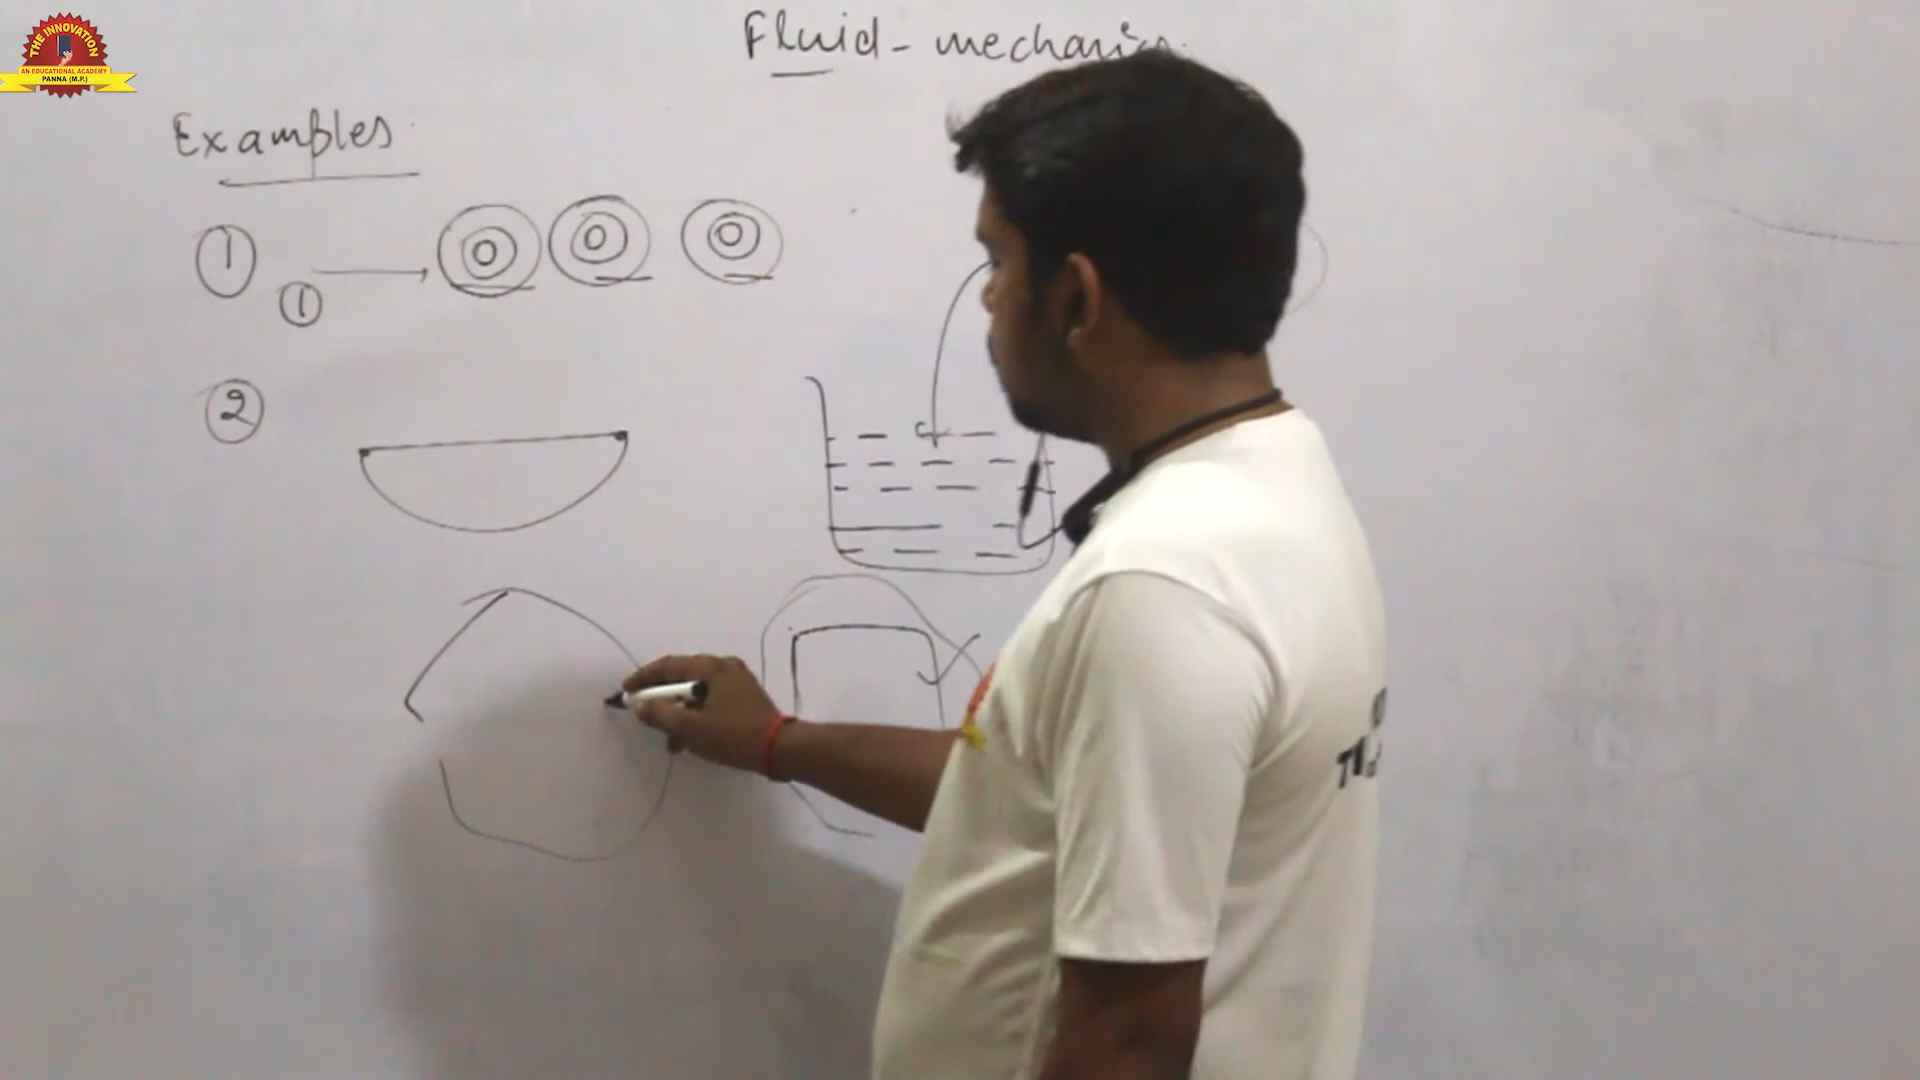 THE INNOVATION
AN EDUCATIONAL ACADEMY
PANNA (M.P.)
Fluid - mechanics
Examples
1
1
2